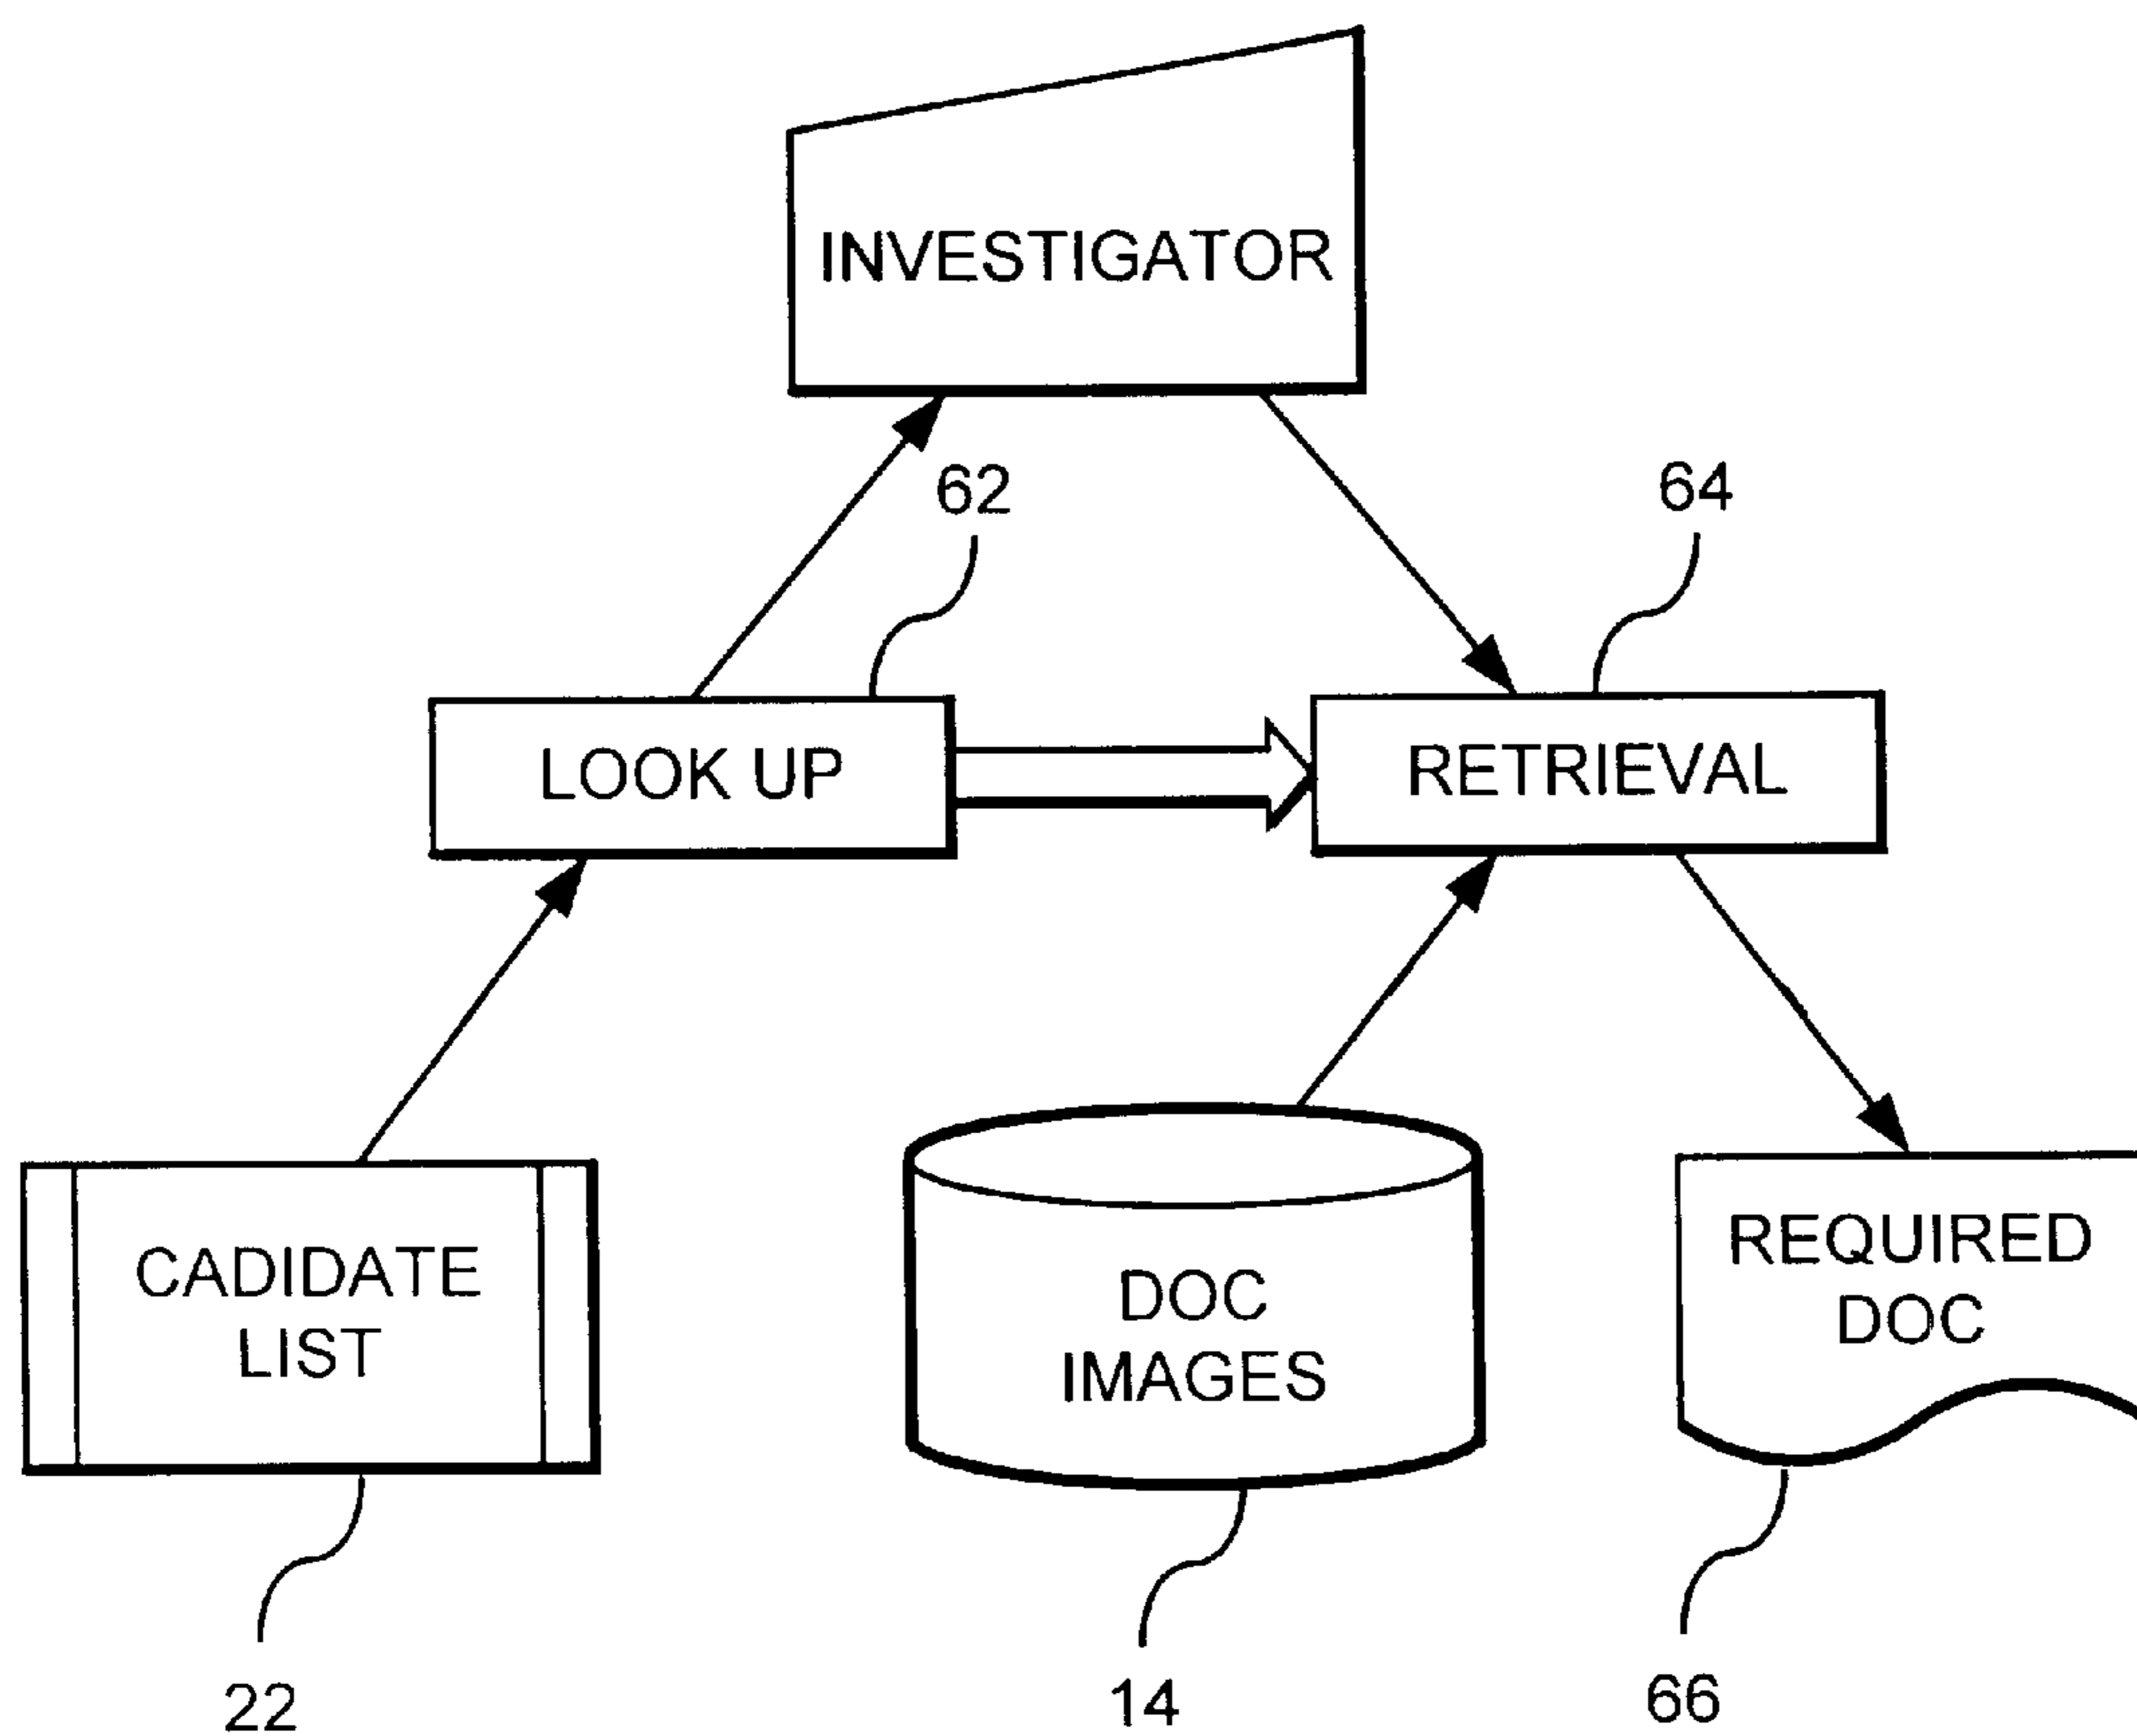 INVESTIGATOR
62
64
LOOK UP
RETRIEVAL
CADIDATE
LIST
DOC
IMAGES
REQUIRED
DOC
22
14
66